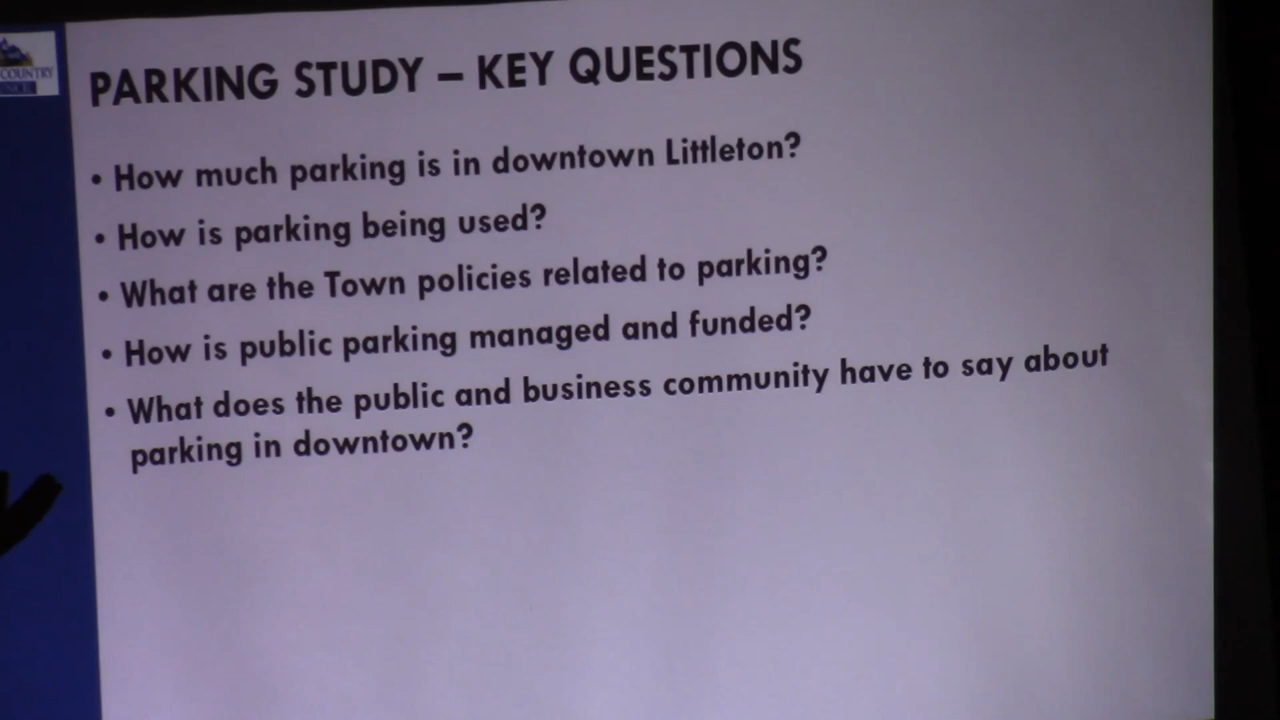 COUNTRY
PARKING STUDY – KEY QUESTIONS
• How much parking is in downtown Littleton?
• How is parking being used?
• What are the Town policies related to parking?
• How is public parking managed and funded?
• What does the public and business community have to say about
parking in downtown?